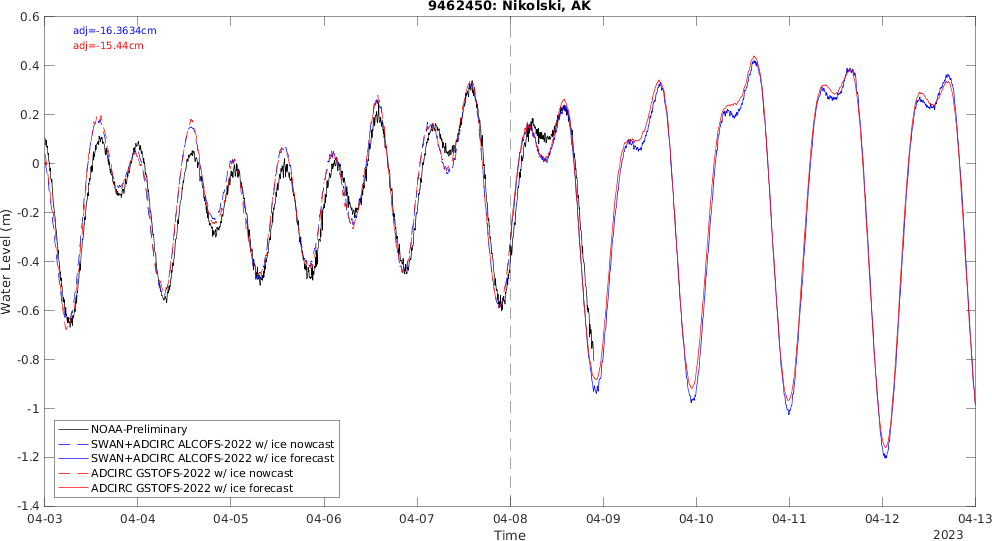 9462450: Nikolski, AK
adj=-16.3634cm
adj=-15.44cm
0.6
0.4
0.2
0
-0.2
-0.4
-0.6
-0.8
-1
-1.2
-1.4
Water Level (m)
NOAA-Preliminary
SWAN+ADCIRC ALCOFS-2022 w/ ice nowcast
SWAN+ADCIRC ALCOFS-2022 w/ ice forecast
ADCIRC GSTOFS-2022 w/ ice nowcast
ADCIRC GSTOFS-2022 w/ ice forecast
04-03 04-04 04-05 04-06 04-07 04-08 04-09 04-10 04-11 04-12 04-13
2023
Time